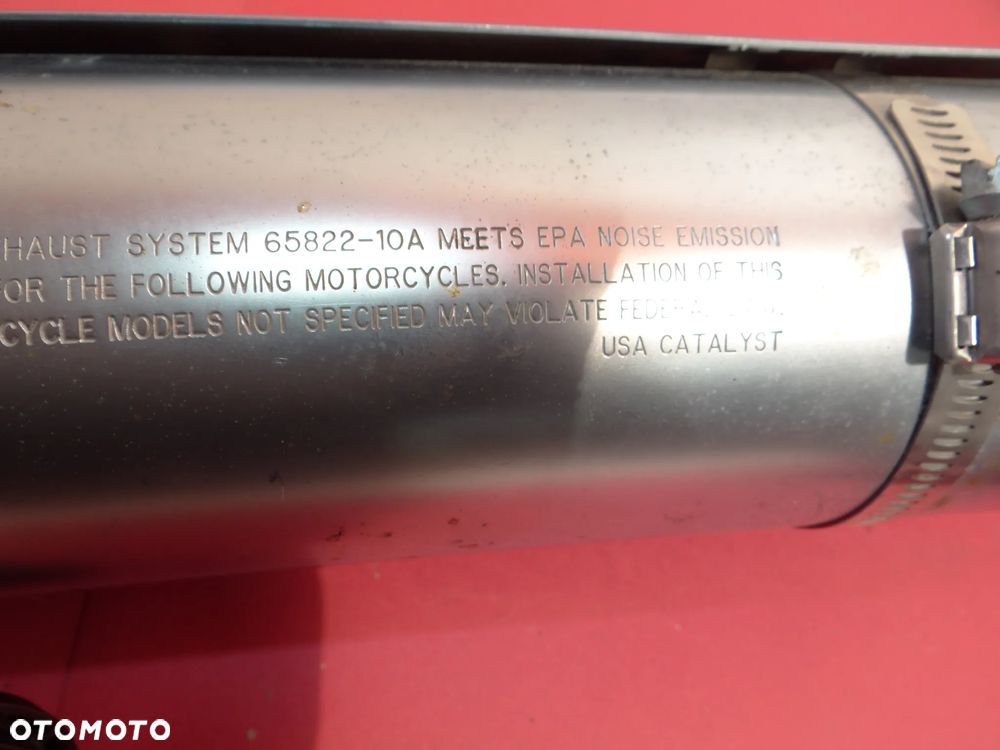 HAUST SYSTEM 65822-10A MEETS EPA NOISE EMISSION
FOR THE FOLLOWING MOTORCYCLES. INSTALLATION OF THIS
CYCLE MODELS NOT SPECIFIED MAY VIOLATE FEDERAL
USA CATALYST
OTOMOTO